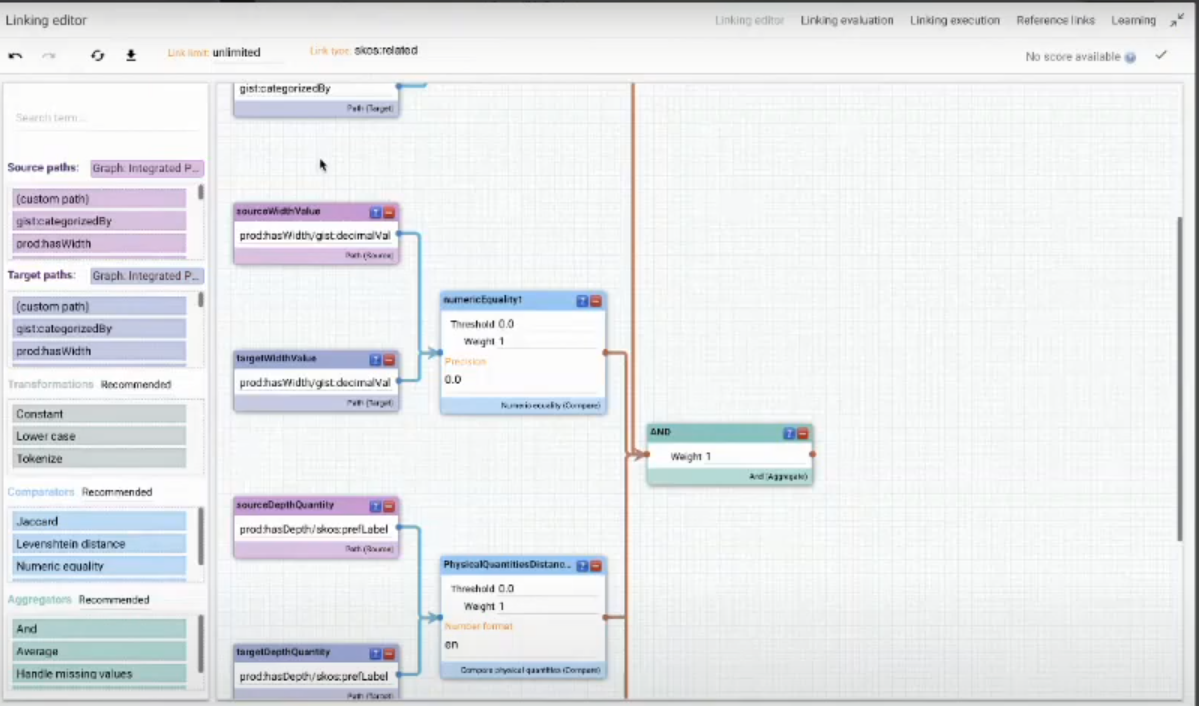 Linking editor
Linking editor Linking evaluation Linking execution Reference links Learning
Link limit: unlimited
Link type: skos:related
No score available
Search term...
Source paths: Graph: Integrated P...
(custom path)
gist:categorizedBy
prod:hasWidth
Target paths: Graph: Integrated P...
(custom path)
gist:categorizedBy
prod:hasWidth
Transformations Recommended
Constant
Lower case
Tokenize
Comparators Recommended
Jaccard
Levenshtein distance
Numeric equality
Aggregators Recommended
And
Average
Handle missing values
gist:categorizedBy
Path (Target)
sourceWidthValue
prod:hasWidth/gist:decimalVal
Path (Source)
targetWidthValue
prod:hasWidth/gist:decimalVal
Path (Target)
numericEquality1
Threshold 0.0
Weight 1
Precision
0.0
Numeric equality (Compare)
AND
Weight 1
And (Aggregate)
sourceDepthQuantity
prod:hasDepth/skos:prefLabel
Path (Source)
PhysicalQuantitiesDistanc...
Threshold 0.0
Weight 1
Number format
en
Compare physical quantities (Compare)
targetDepthQuantity
prod:hasDepth/skos:prefLabel
Path (Target)